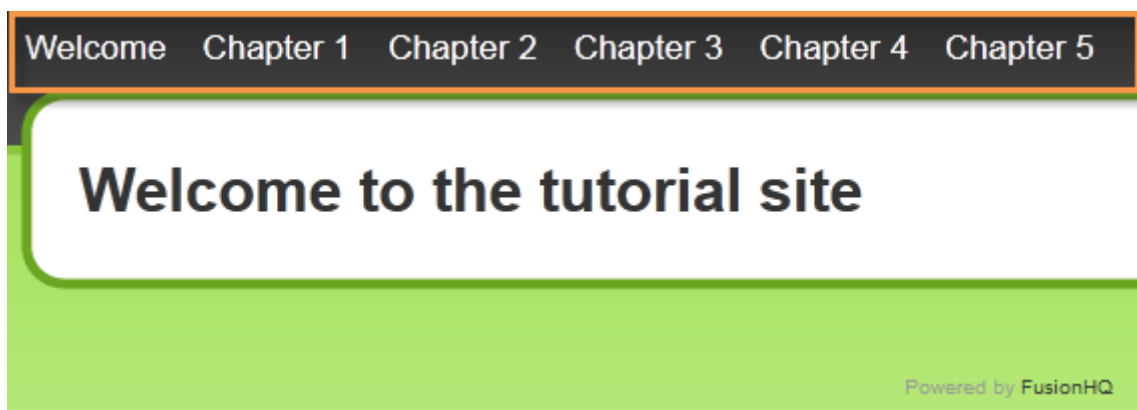 Welcome Chapter 1 Chapter 2 Chapter 3 Chapter 4 Chapter 5
Welcome to the tutorial site
Powered by FusionHQ